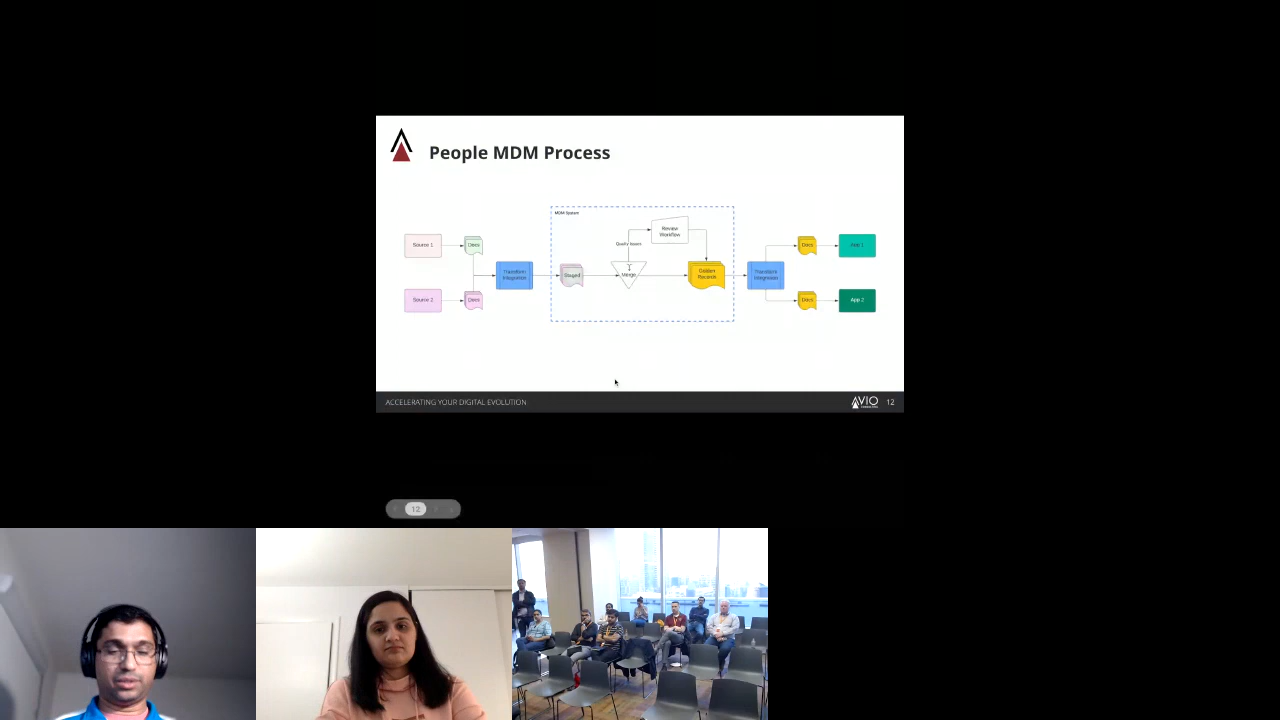 People MDM Process
MDM System
Source 1
Docs
Source 2
Docs
Transform
Integration
Staged
Quality Issues
Merge
Review
Workflow
Golden
Records
Transform
Integration
Docs
App 1
Docs
App 2
ACCELERATING YOUR DIGITAL EVOLUTION
AVIO
CONSULTING
12
12